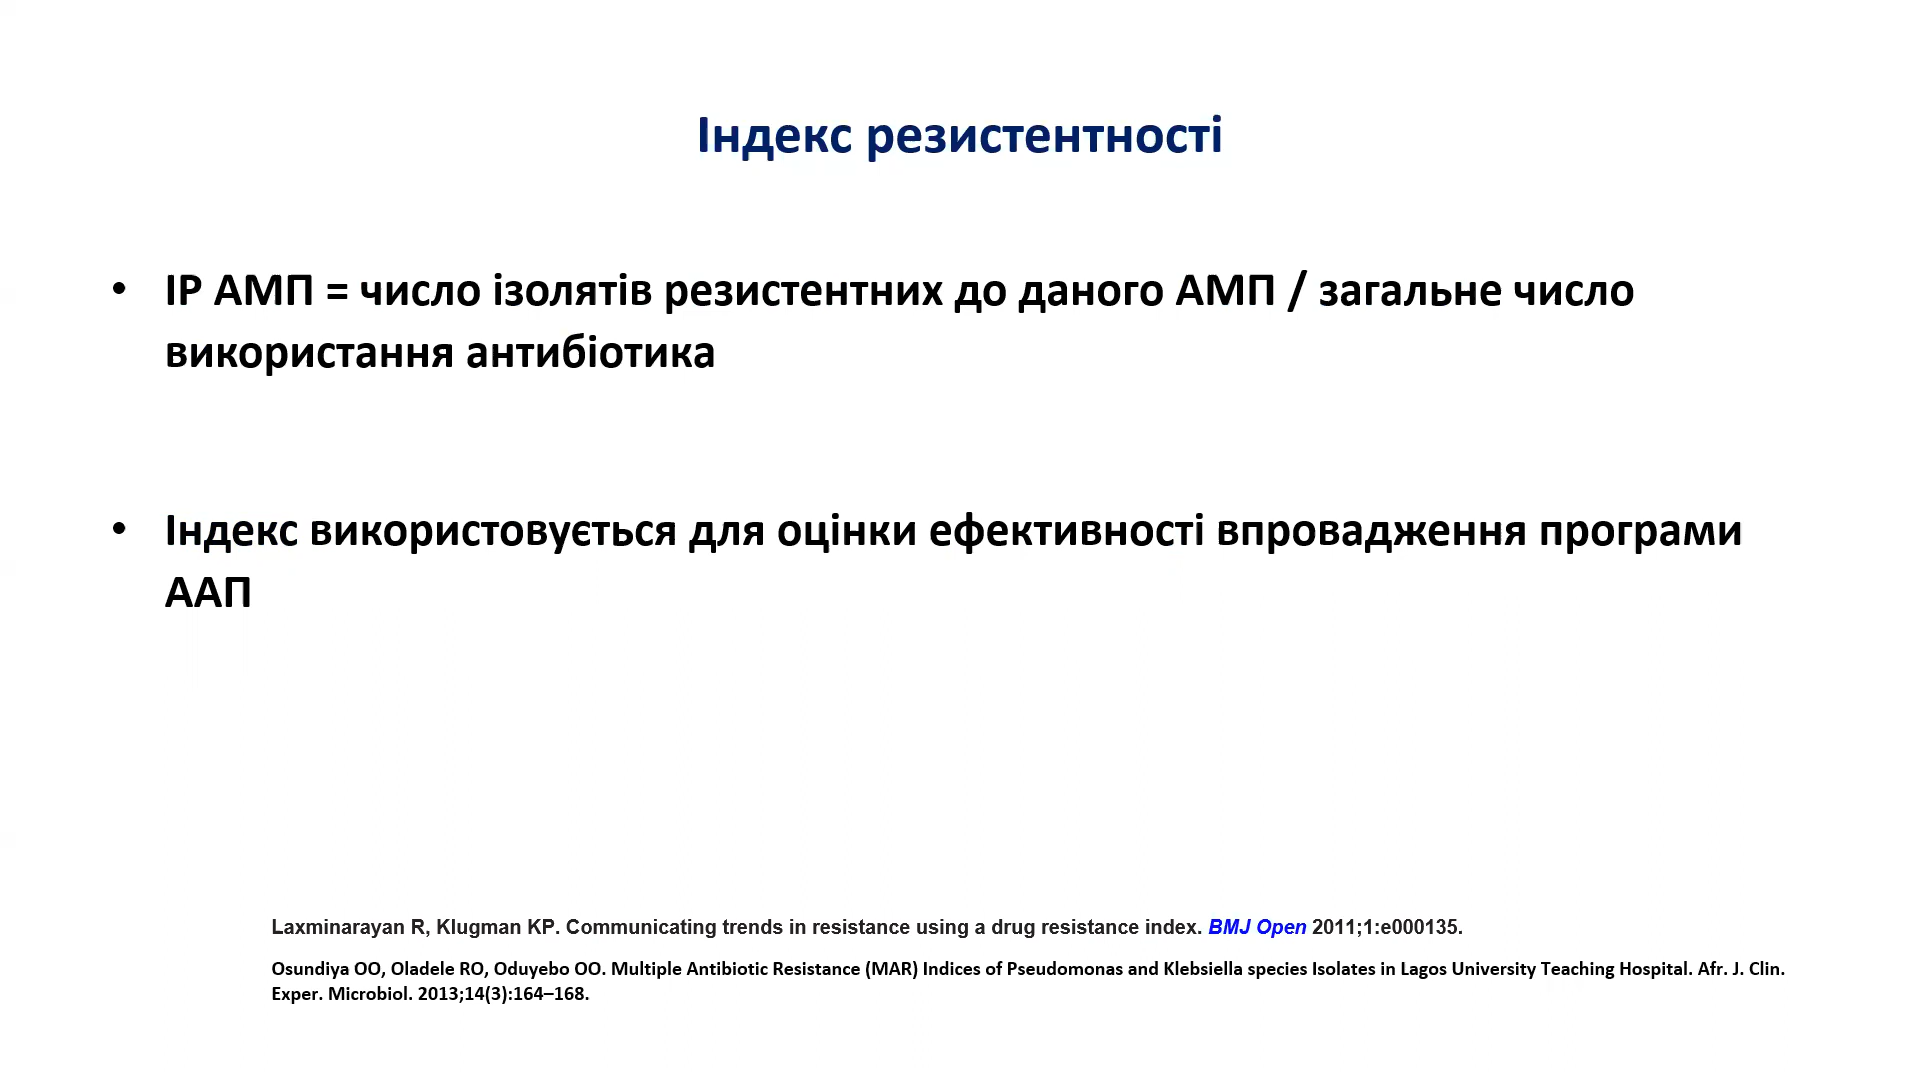 Індекс резистентності
• ІР АМП = число ізолятів резистентних до даного АМП / загальне число
використання антибіотика
• Індекс використовується для оцінки ефективності впровадження програми
ААП
Laxminarayan R, Klugman KP. Communicating trends in resistance using a drug resistance index. BMJ Open 2011;1:e000135.
Osundiya OO, Oladele RO, Oduyebo OO. Multiple Antibiotic Resistance (MAR) Indices of Pseudomonas and Klebsiella species Isolates in Lagos University Teaching Hospital. Afr. J. Clin.
Exper. Microbiol. 2013;14(3):164–168.